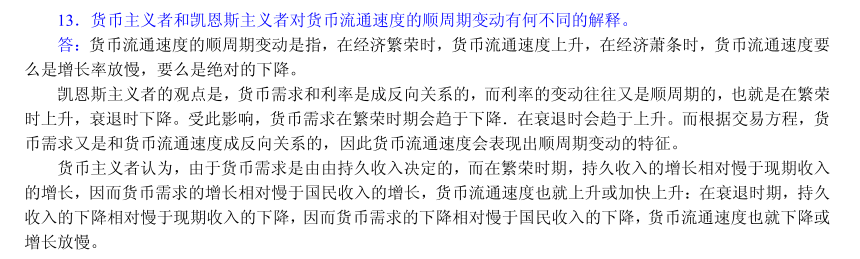 13．货币主义者和凯恩斯主义者对货币流通速度的顺周期变动有何不同的解释。
答：货币流通速度的顺周期变动是指，在经济繁荣时，货币流通速度上升，在经济萧条时，货币流通速度要
么是增长率放慢，要么是绝对的下降。
凯恩斯主义者的观点是，货币需求和利率是成反向关系的，而利率的变动往往又是顺周期的，也就是在繁荣
时上升，衰退时下降。受此影响，货币需求在繁荣时期会趋于下降．在衰退时会趋于上升。而根据交易方程，货
币需求又是和货币流通速度成反向关系的，因此货币流通速度会表现出顺周期变动的特征。
货币主义者认为，由于货币需求是由由持久收入决定的，而在繁荣时期，持久收入的增长相对慢于现期收入
的增长，因而货币需求的增长相对慢于国民收入的增长，货币流通速度也就上升或加快上升：在衰退时期，持久
收入的下降相对慢于现期收入的下降，因而货币需求的下降相对慢于国民收入的下降，货币流通速度也就下降或
增长放慢。